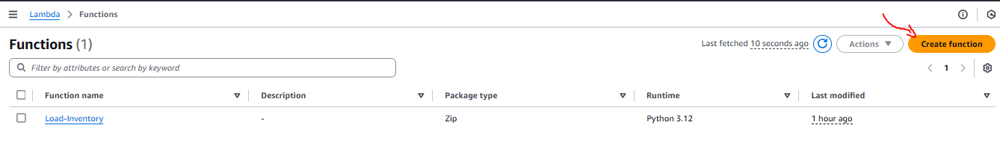 Lambda > Functions
Functions (1)
Last fetched 10 seconds ago
Actions
Create function
Filter by attributes or search by keyword
1
Function name Description Package type Runtime Last modified
Load-Inventory - Zip Python 3.12 1 hour ago